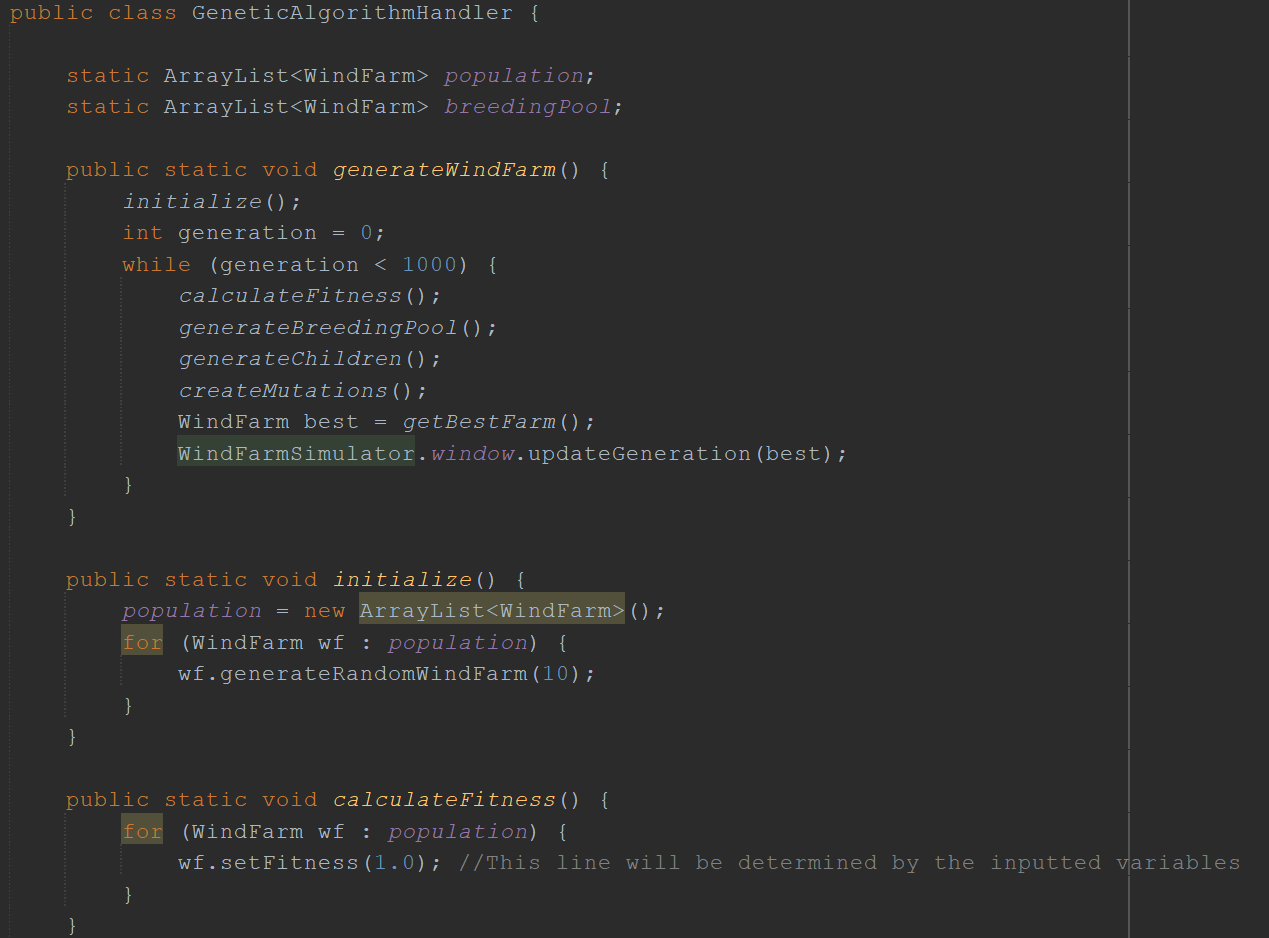 public class GeneticAlgorithmHandler {
static ArrayList<WindFarm> population;
static ArrayList<WindFarm> breedingPool;
public static void generateWindFarm() {
initialize();
int generation = 0;
while (generation < 1000) {
calculateFitness();
generateBreedingPool();
generateChildren();
createMutations();
WindFarm best = getBestFarm();
WindFarmSimulator.window.updateGeneration(best);
}
}
public static void initialize() {
population = new ArrayList<WindFarm>();
for (WindFarm wf : population) {
wf.generateRandomWindFarm(10);
}
}
public static void calculateFitness() {
for (WindFarm wf : population) {
wf.setFitness(1.0); //This line will be determined by the inputted variables
}
}